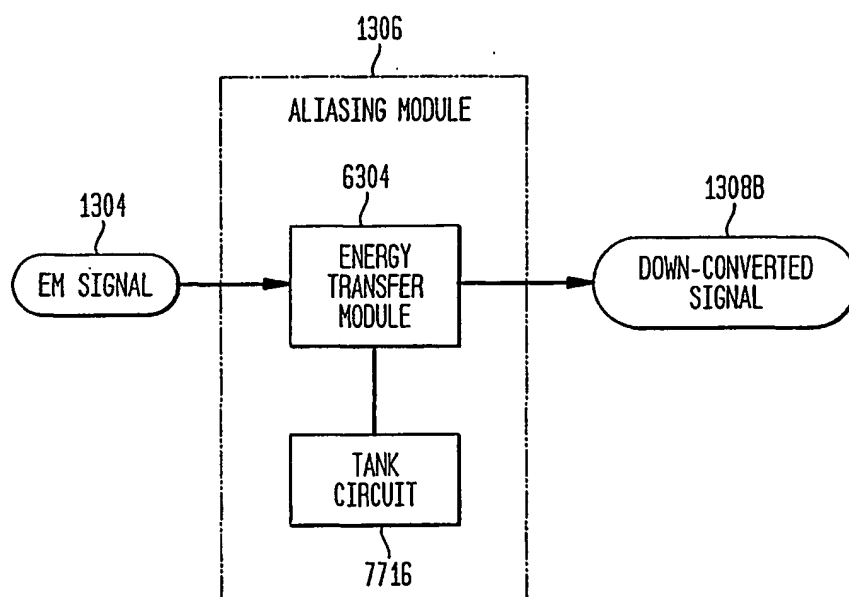 1306
ALIASING MODULE
6304
1304
1308B
EM SIGNAL
ENERGY
TRANSFER
MODULE
DOWN-CONVERTED
SIGNAL
TANK
CIRCUIT
7716